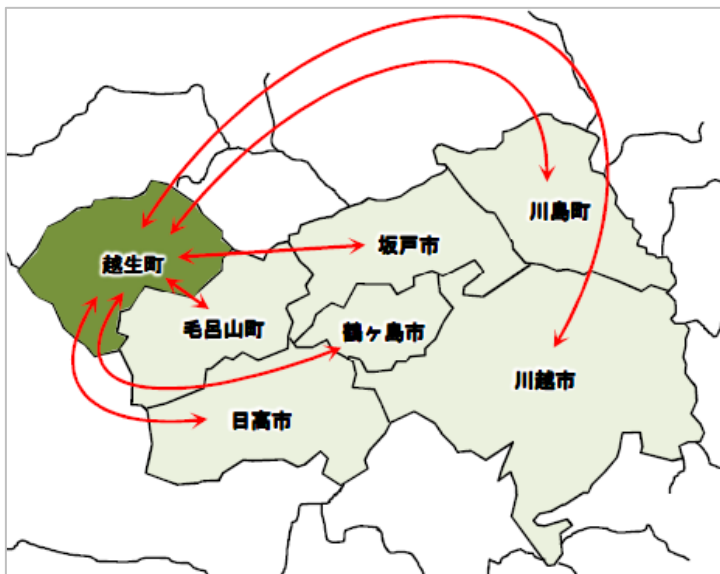 川島町
坂戸市
越生町
毛呂山町
鶴ヶ島市
川越市
日高市